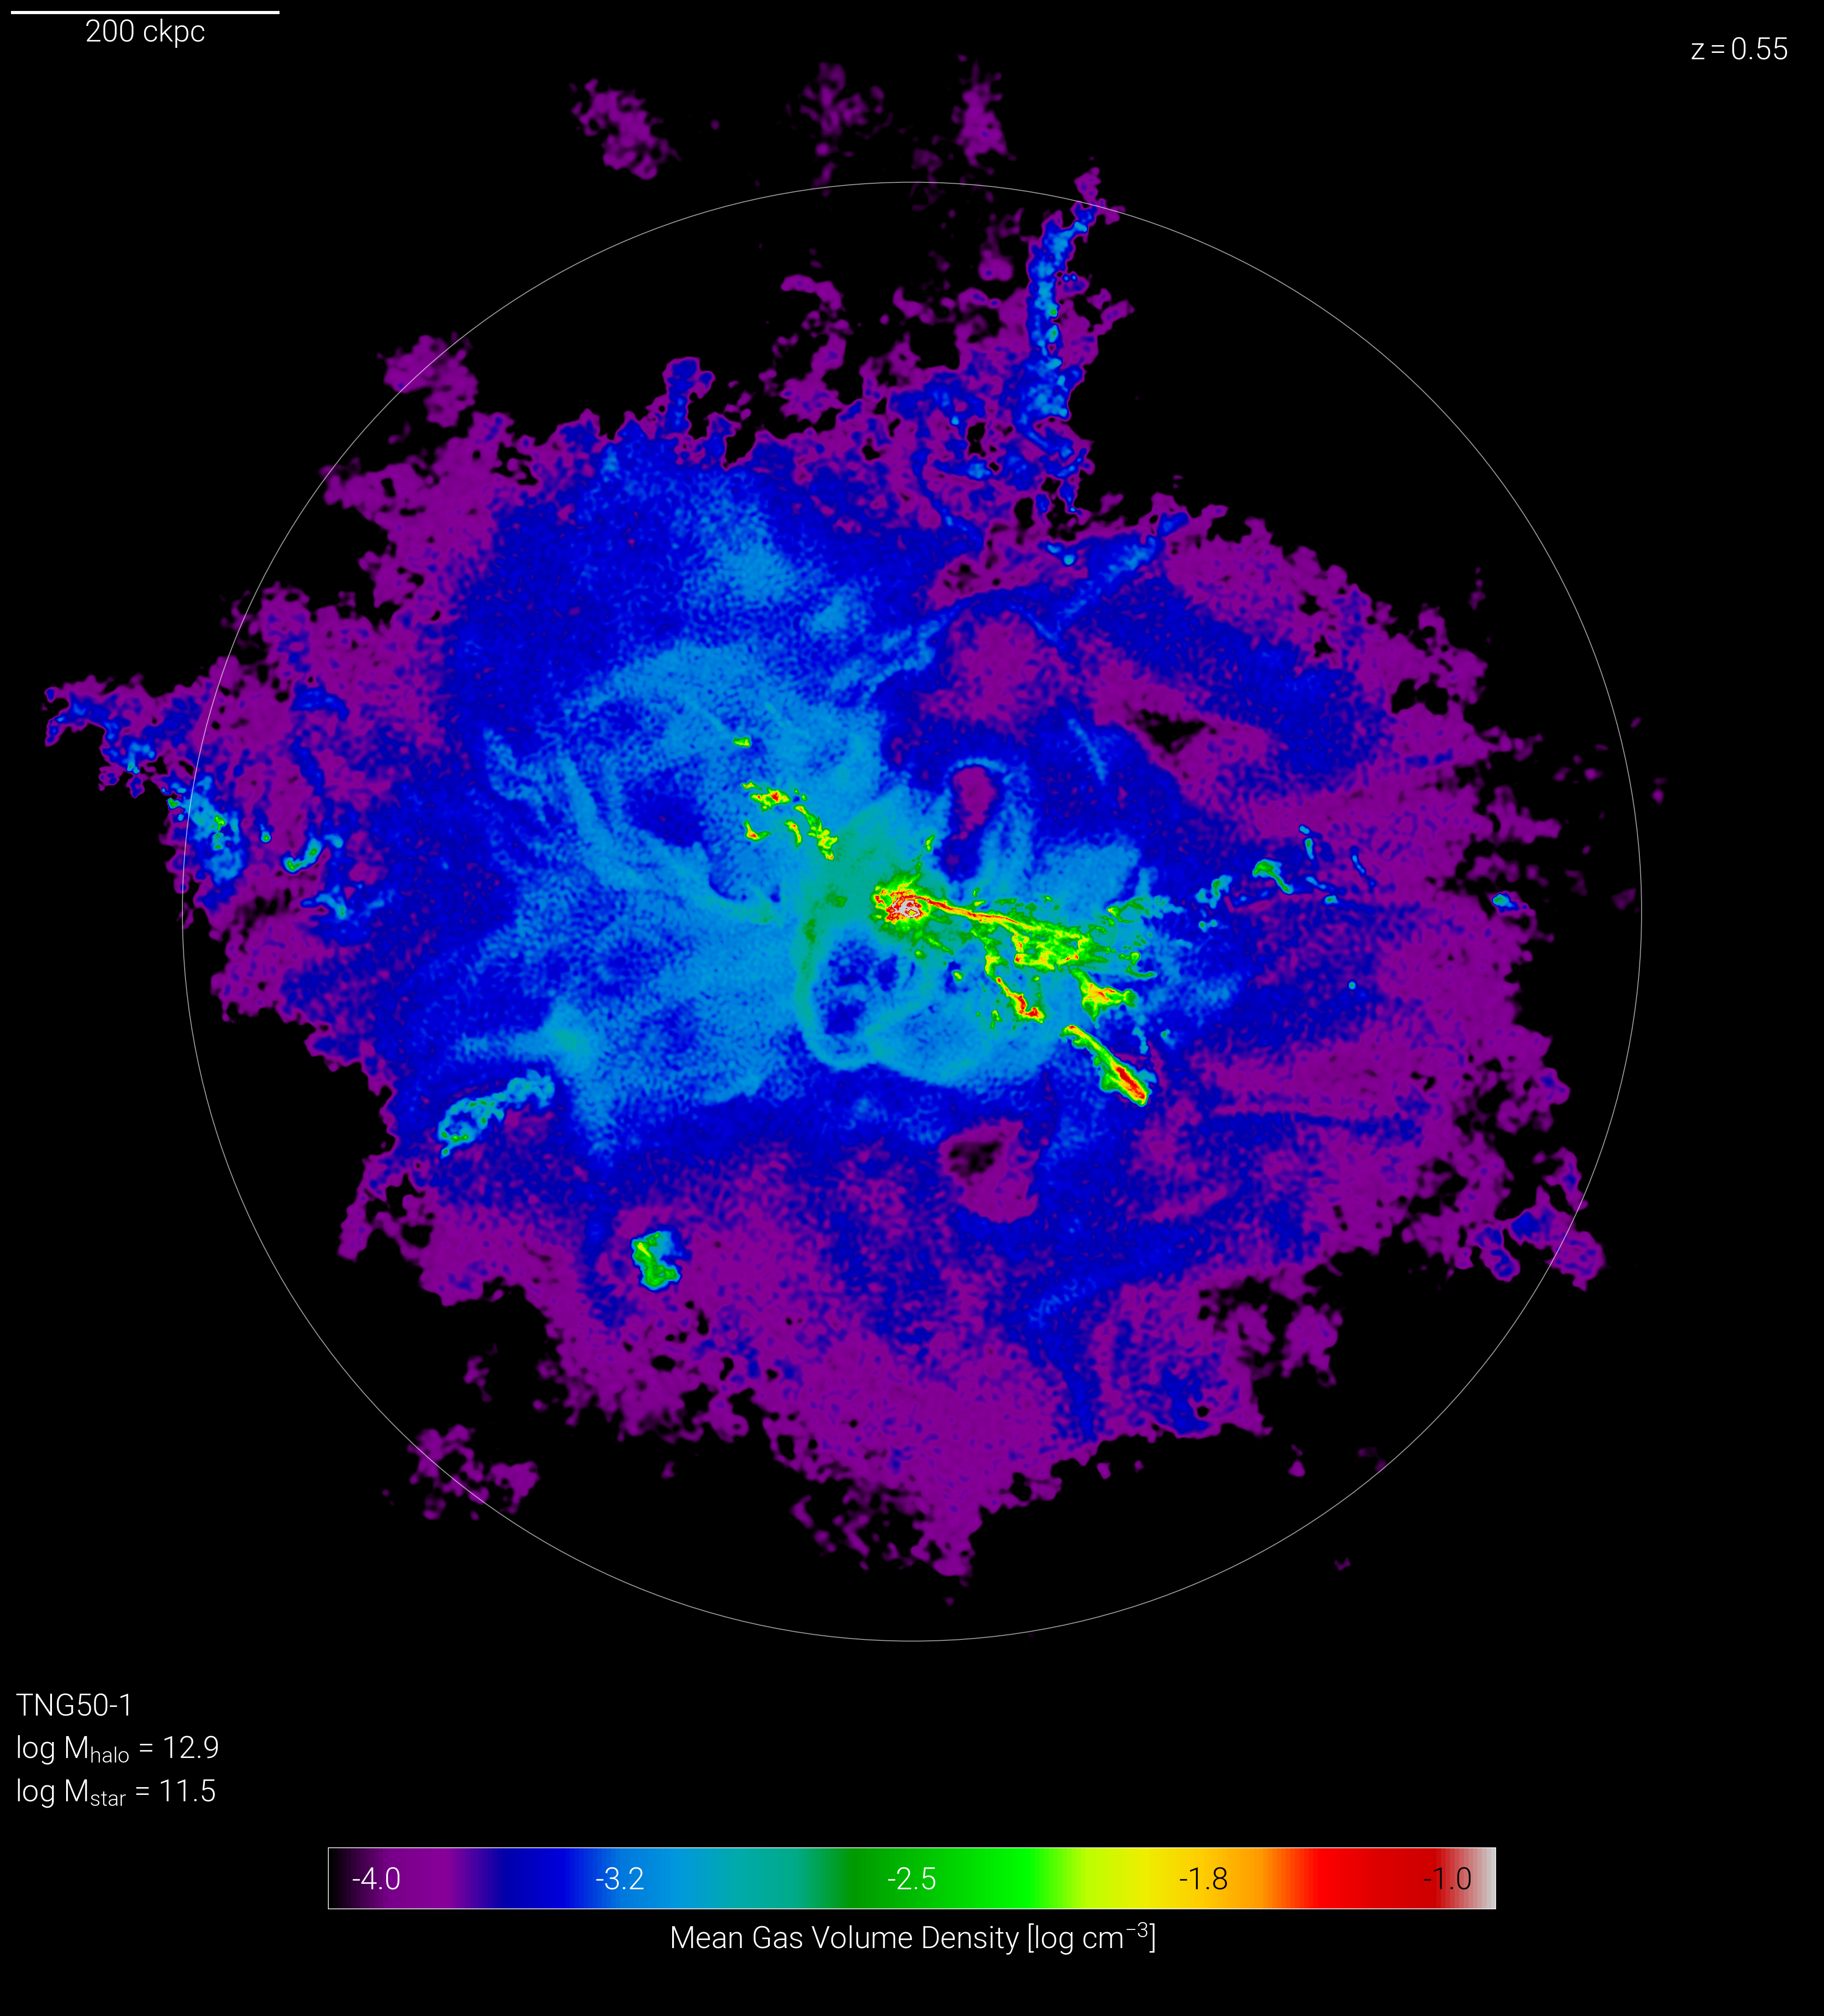 200 ckpc
z = 0.55
TNG50-1
log Mhalo = 12.9
log Mstar = 11.5
-4.0 -3.2 -2.5 -1.8 -1.0
Mean Gas Volume Density [log cm⁻³]